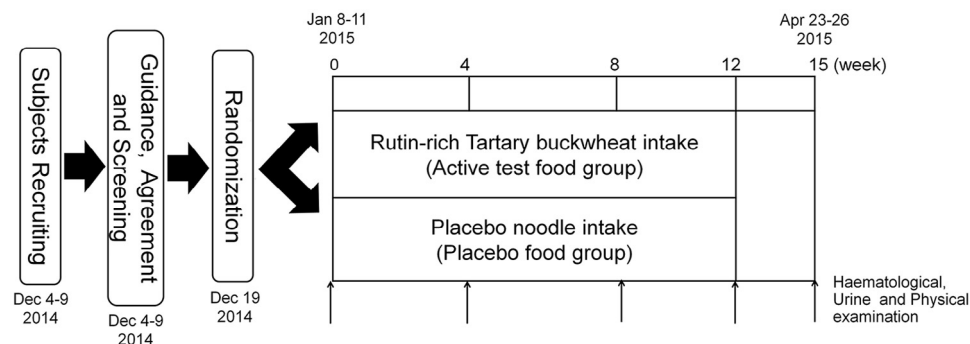 Subjects Recruiting
Dec 4-9
2014
Guidance, Agreement
and Screening
Dec 4-9
2014
Randomization
Dec 19
2014
Jan 8-11
2015
Apr 23-26
2015
0 4 8 12 15 (week)
Rutin-rich Tartary buckwheat intake
(Active test food group)
Placebo noodle intake
(Placebo food group)
Haematological,
Urine and Physical
examination